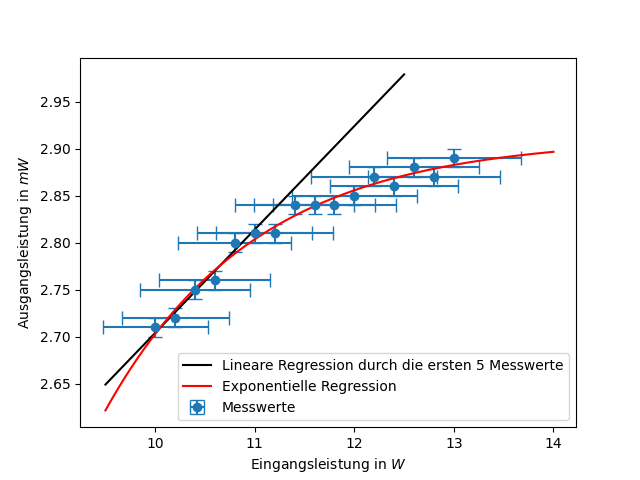 2.95
2.90
2.85
2.80
2.75
2.70
2.65
Ausgangsleistung in mW
Lineare Regression durch die ersten 5 Messwerte
Exponentielle Regression
Messwerte
10 11 12 13 14
Eingangsleistung in W